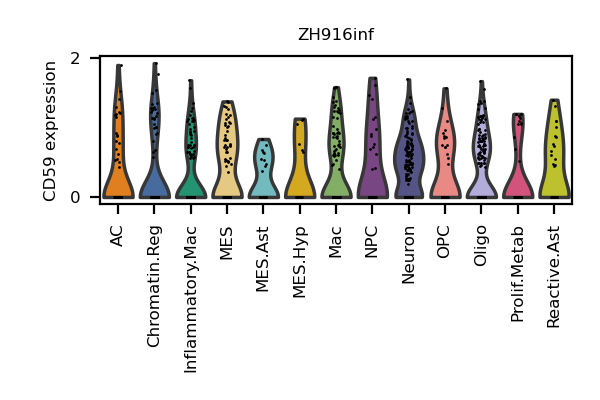 ZH916inf
CD59 expression
2
0
AC
Chromatin.Reg
Inflammatory.Mac
MES
MES.Ast
MES.Hyp
Mac
NPC
Neuron
OPC
Oligo
Prolif.Metab
Reactive.Ast